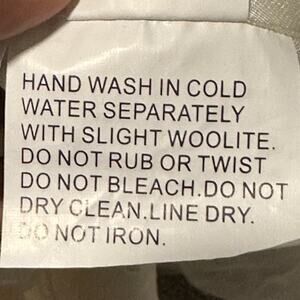 HAND WASH IN COLD
WATER SEPARATELY
WITH SLIGHT WOOLITE.
DO NOT RUB OR TWIST
DO NOT BLEACH.DO NOT
DRY CLEAN.LINE DRY.
DO NOT IRON.